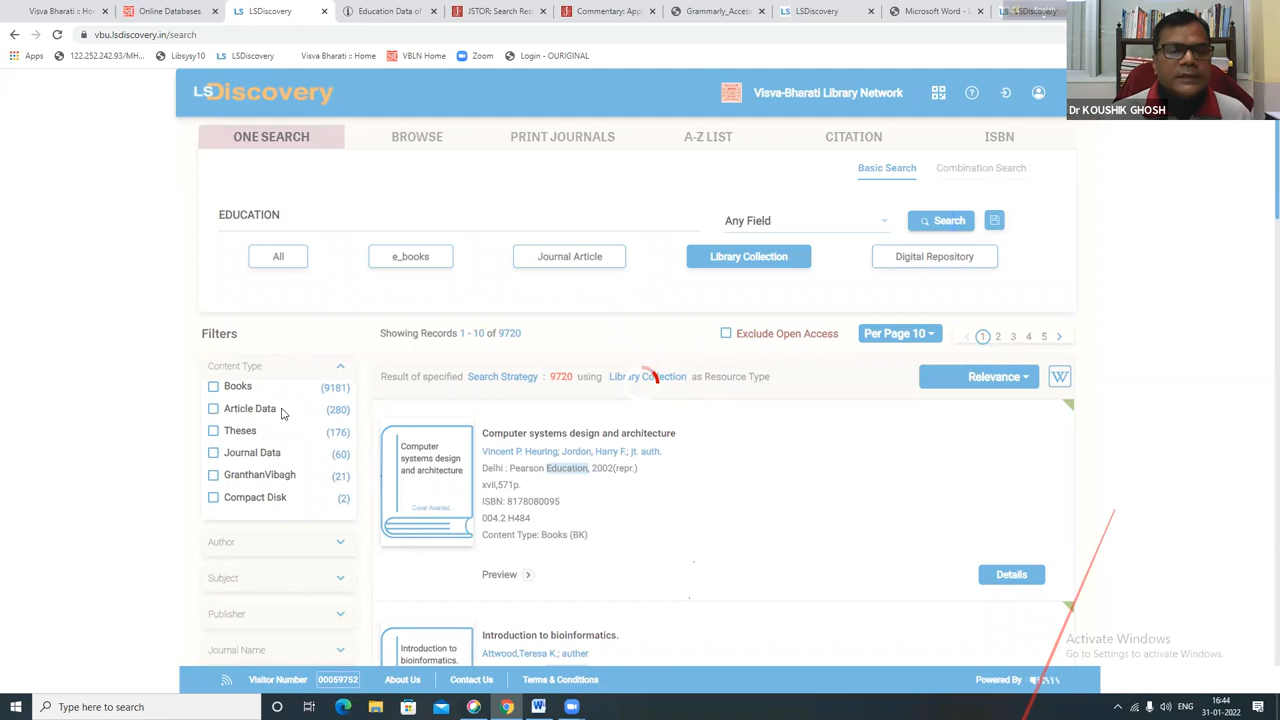 Visva Bharati :: Ho
Online Databases
LSDiscovery
Education Data of
JSTOR: Search Res
Commentary Appl
Grammarly_Access
LSDiscovery
Microsoft Word - L
LSDiscovery
vbu.lsdiscovery.in/search
Apps
122.252.242.93/MH...
Libsysy10
LSDiscovery
Visva Bharati :: Home
VBLN Home
Zoom
Login - OURIGINAL
LSDiscovery
Visva-Bharati Library Network
Dr KOUSHIK GHOSH
ONE SEARCH
BROWSE
PRINT JOURNALS
A-Z LIST
CITATION
ISBN
Basic Search
Combination Search
EDUCATION
Any Field
Search
All
e_books
Journal Article
Library Collection
Digital Repository
Filters
Showing Records 1 - 10 of 9720
Exclude Open Access
Per Page 10
1 2 3 4 5
Content Type
Books (9181)
Article Data (280)
Theses (176)
Journal Data (60)
GranthanVibagh (21)
Compact Disk (2)
Author
Subject
Publisher
Journal Name
Result of specified Search Strategy : 9720 using Library Collection as Resource Type
Relevance
W
Computer
systems design
and architecture
Cover Awaited...
Computer systems design and architecture
Vincent P. Heuring; Jordon, Harry F.; jt. auth.
Delhi : Pearson Education, 2002(repr.)
xvii,571p.
ISBN: 8178080095
004.2 H484
Content Type: Books (BK)
Preview
Details
Introduction to
bioinformatics.
Introduction to bioinformatics.
Attwood,Teresa K.; auther
Activate Windows
Go to Settings to activate Windows.
Visitor Number 00059752
About Us
Contact Us
Terms & Conditions
Powered By
Type here to search
ENG
16:44
31-01-2022